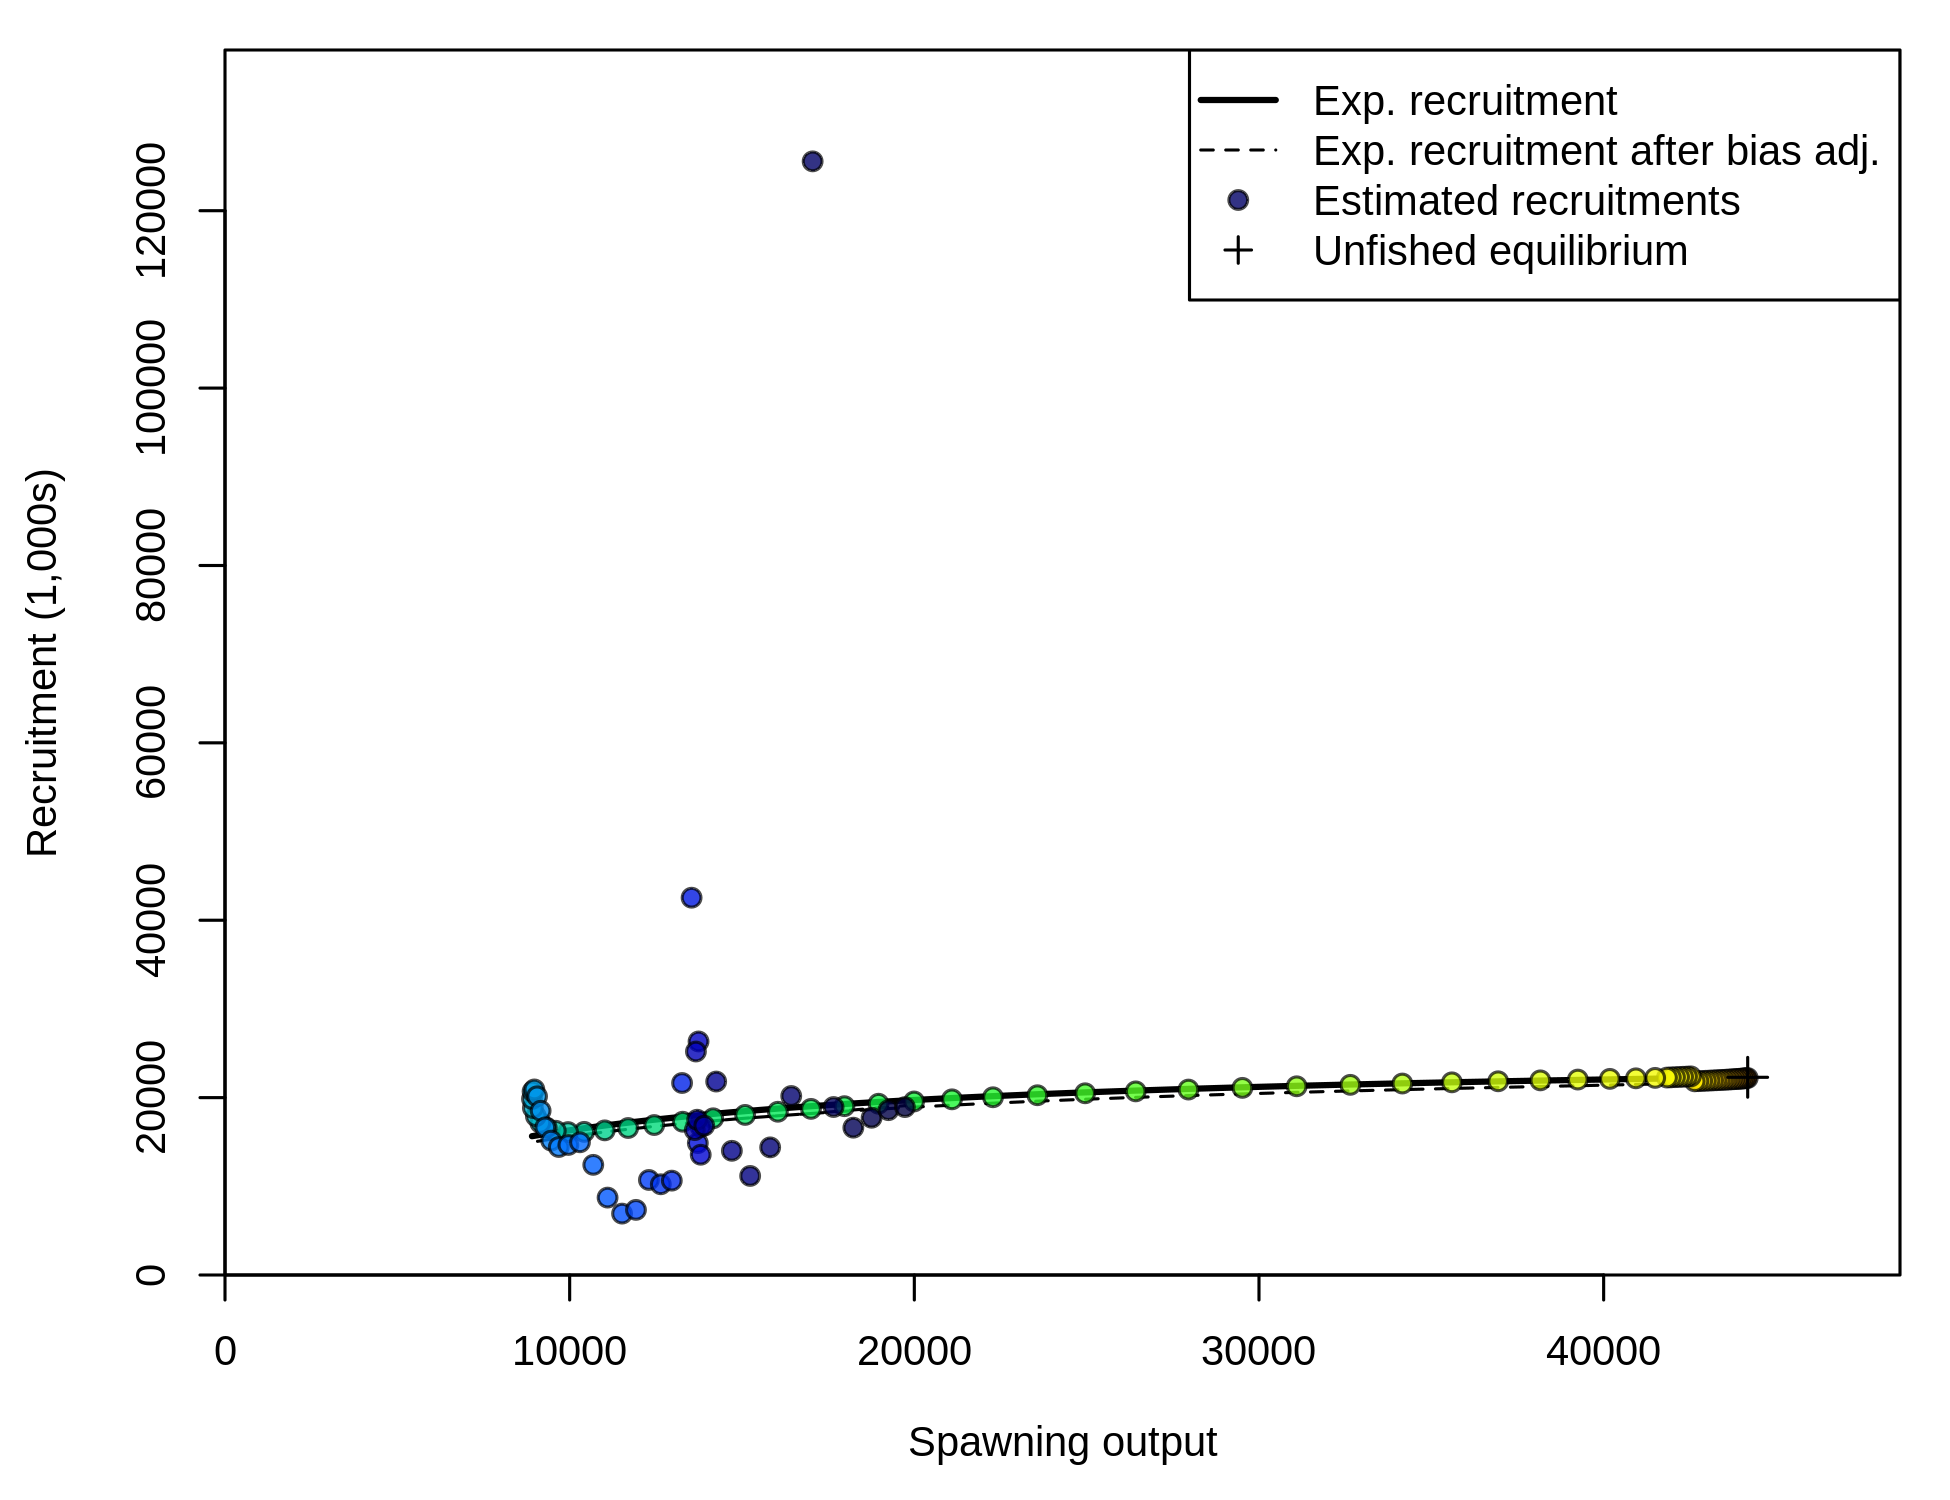 Exp. recruitment
Exp. recruitment after bias adj.
Estimated recruitments
Unfished equilibrium
Recruitment (1,000s)
120000
100000
80000
60000
40000
20000
0
0 10000 20000 30000 40000
Spawning output